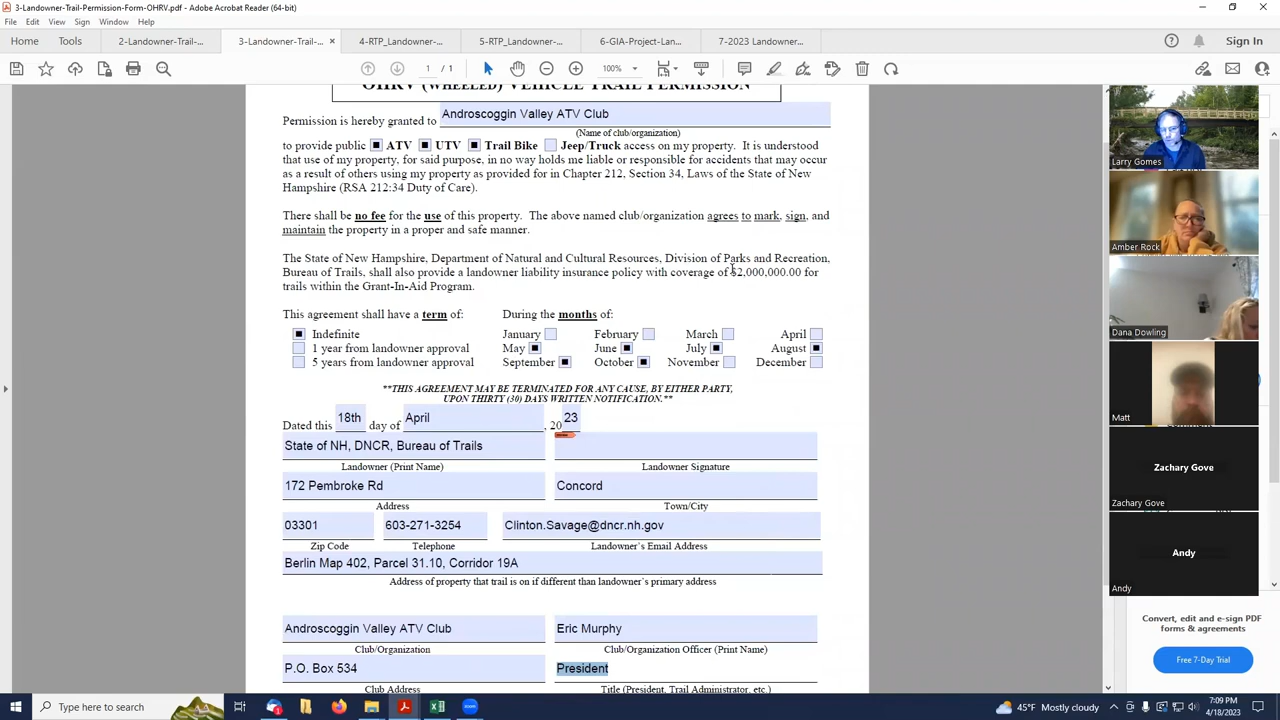 3-Landowner-Trail-Permission-Form-OHRV.pdf - Adobe Acrobat Reader (64-bit)
File Edit View Sign Window Help
Home Tools 2-Landowner-Trail-... 3-Landowner-Trail-... × 4-RTP_Landowner-... 5-RTP_Landowner-... 6-GIA-Project-Lan... 7-2023 Landowner... Sign In
1 / 1 100%
OHRV (WHEELED) VEHICLE TRAIL PERMISSION
Permission is hereby granted to Androscoggin Valley ATV Club
(Name of club/organization)
to provide public ATV UTV Trail Bike Jeep/Truck access on my property. It is understood
that use of my property, for said purpose, in no way holds me liable or responsible for accidents that may occur
as a result of others using my property as provided for in Chapter 212, Section 34, Laws of the State of New
Hampshire (RSA 212:34 Duty of Care).
There shall be no fee for the use of this property. The above named club/organization agrees to mark, sign, and
maintain the property in a proper and safe manner.
The State of New Hampshire, Department of Natural and Cultural Resources, Division of Parks and Recreation,
Bureau of Trails, shall also provide a landowner liability insurance policy with coverage of $2,000,000.00 for
trails within the Grant-In-Aid Program.
This agreement shall have a term of: During the months of:
Indefinite January February March April
1 year from landowner approval May June July August
5 years from landowner approval September October November December
**THIS AGREEMENT MAY BE TERMINATED FOR ANY CAUSE, BY EITHER PARTY,
UPON THIRTY (30) DAYS WRITTEN NOTIFICATION.**
Dated this 18th day of April, 2023
State of NH, DNCR, Bureau of Trails
Landowner (Print Name) Landowner Signature
172 Pembroke Rd Concord
Address Town/City
03301 603-271-3254 Clinton.Savage@dncr.nh.gov
Zip Code Telephone Landowner's Email Address
Berlin Map 402, Parcel 31.10, Corridor 19A
Address of property that trail is on if different than landowner's primary address
Androscoggin Valley ATV Club Eric Murphy
Club/Organization Club/Organization Officer (Print Name)
P.O. Box 534 President
Club Address Title (President, Trail Administrator, etc.)
Larry Gomes
Amber Rock
Dana Dowling
Matt
Zachary Gove
Zachary Gove
Andy
Andy
Convert, edit and e-sign PDF
forms & agreements
Free 7-Day Trial
Type here to search
45°F Mostly cloudy
7:09 PM
4/18/2023